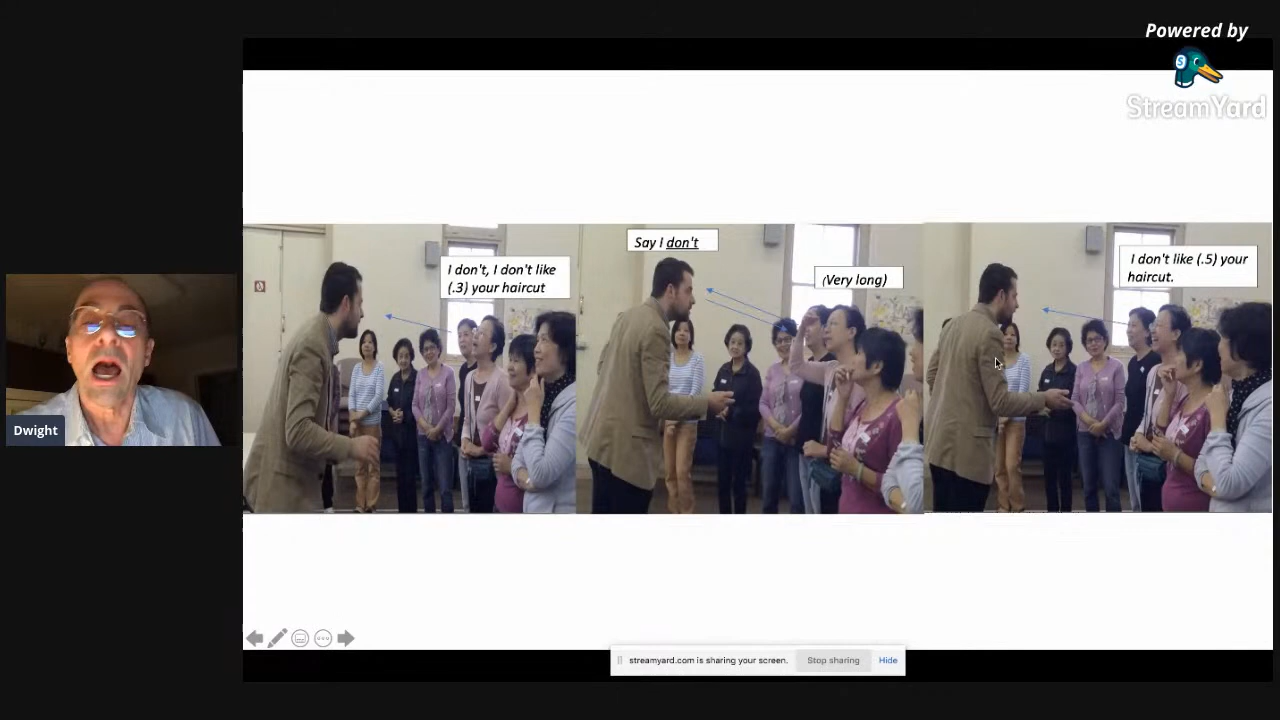 Powered by
StreamYard
I don't, I don't like
(.3) your haircut
Say I don't
(Very long)
I don't like (.5) your
haircut.
Dwight
streamyard.com is sharing your screen.
Stop sharing
Hide